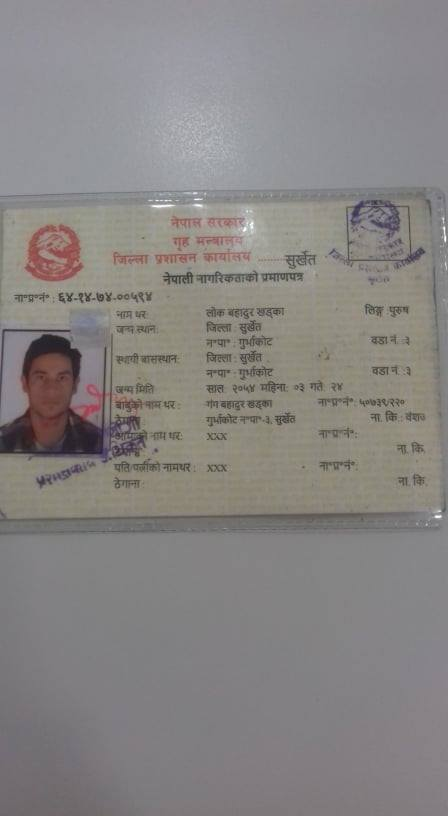 नेपाल सरकार
गृह मन्त्रालय
जिल्ला प्रशासन कार्यालय .........सुर्खेत
नेपाली नागरिकताको प्रमाणपत्र
ना॰प्र॰नं॰ : ६४-१४-७४-००५९४
नाम थर: लोक बहादुर खड्का लिङ्ग :पुरुष
जन्म स्थान: जिल्ला : सुर्खेत
न॰पा॰ : गुर्भाकोट वडा नं. :३
स्थायी बासस्थान: जिल्ला : सुर्खेत
न॰पा॰ : गुर्भाकोट वडा नं. :३
जन्म मिति साल: २०५४ महिना: ०३ गते: २४
बाबुको नाम थर : गंग बहादुर खड्का ना॰प्र॰नं॰: ५०७३९/२२०
ठेगाना : गुर्भाकोट न॰पा॰-३, सुर्खेत ना. कि.: वंशज
आमाको नाम थर: xxx ना॰प्र॰नं॰:
ना. कि.
पति/पत्नीको नामथर : xxx ना॰प्र॰नं॰:
ठेगाना : ना. कि.